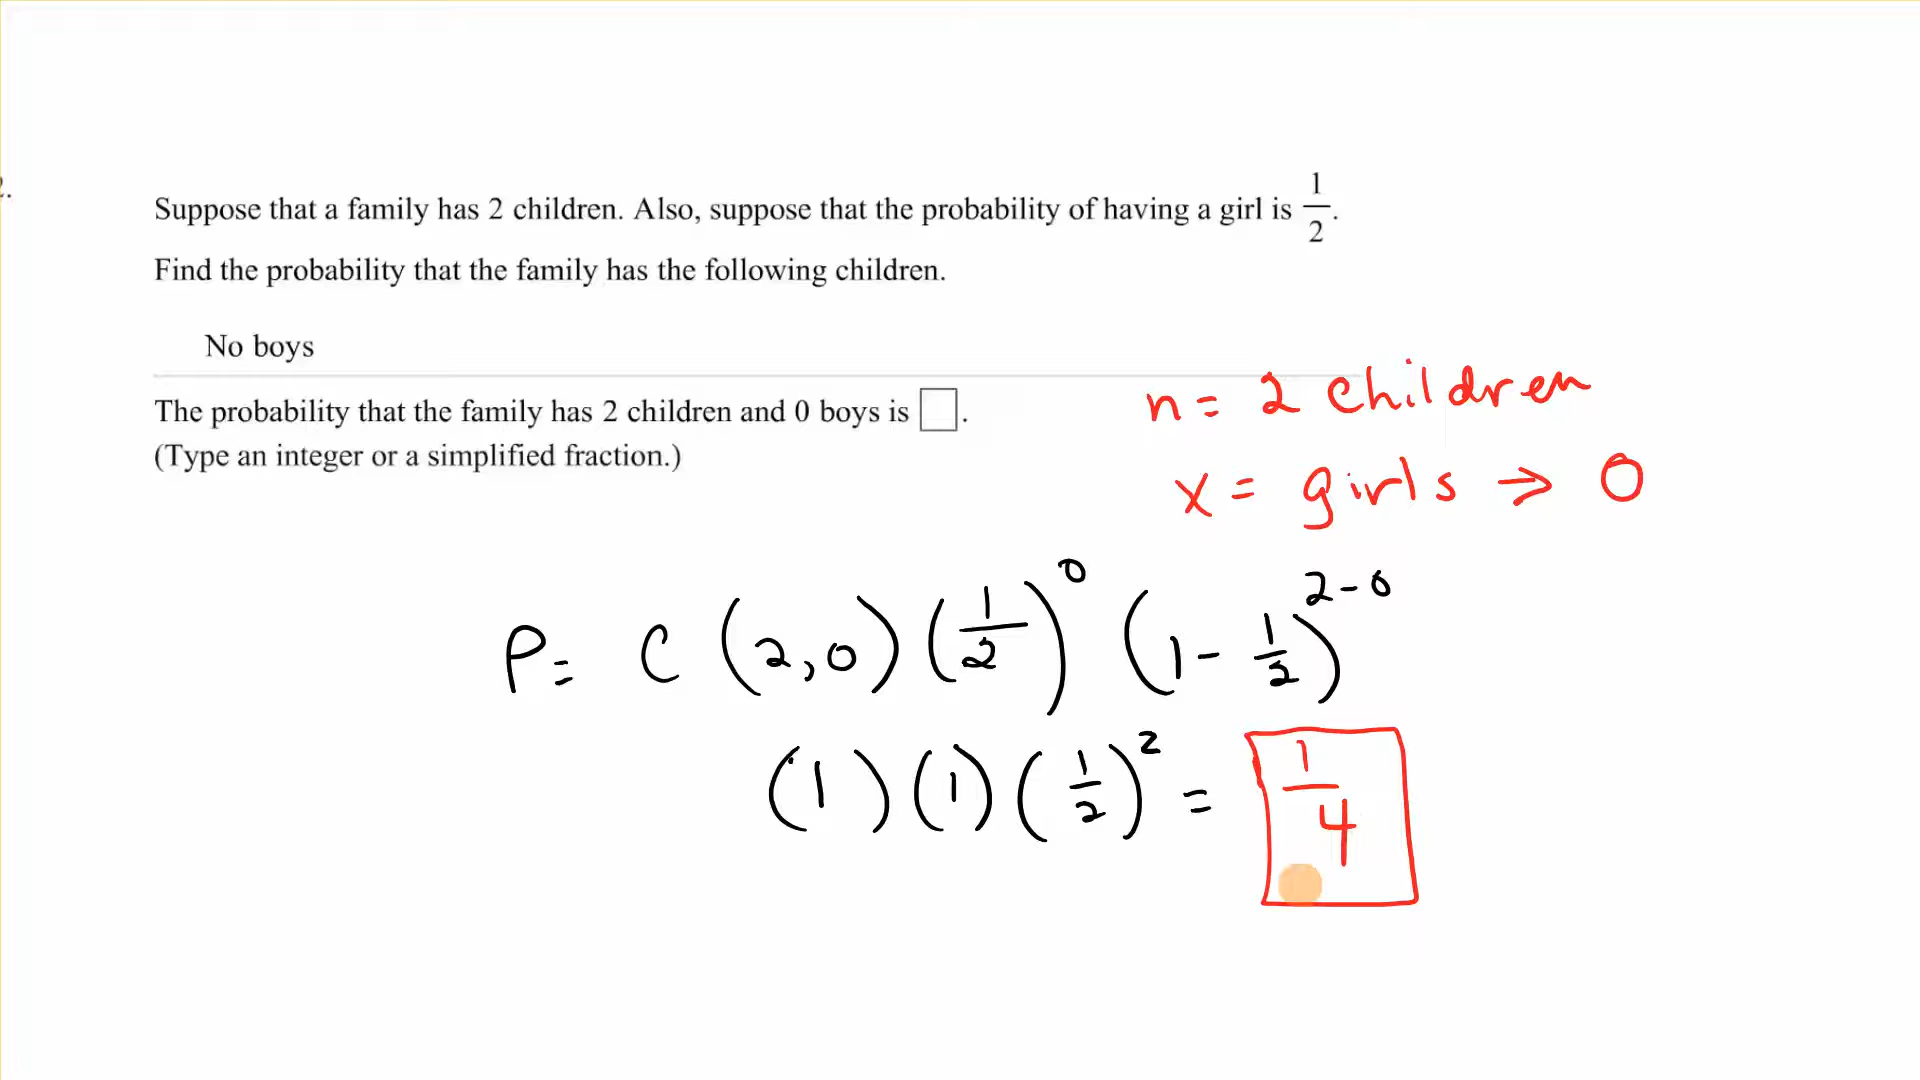 2.
Suppose that a family has 2 children. Also, suppose that the probability of having a girl is 1/2.
Find the probability that the family has the following children.
No boys
The probability that the family has 2 children and 0 boys is □.
(Type an integer or a simplified fraction.)
n = 2 children
x = girls → 0
P = C (2,0) (1/2)^0 (1 - 1/2)^2-0
(1)(1)(1/2)^2 = 1/4